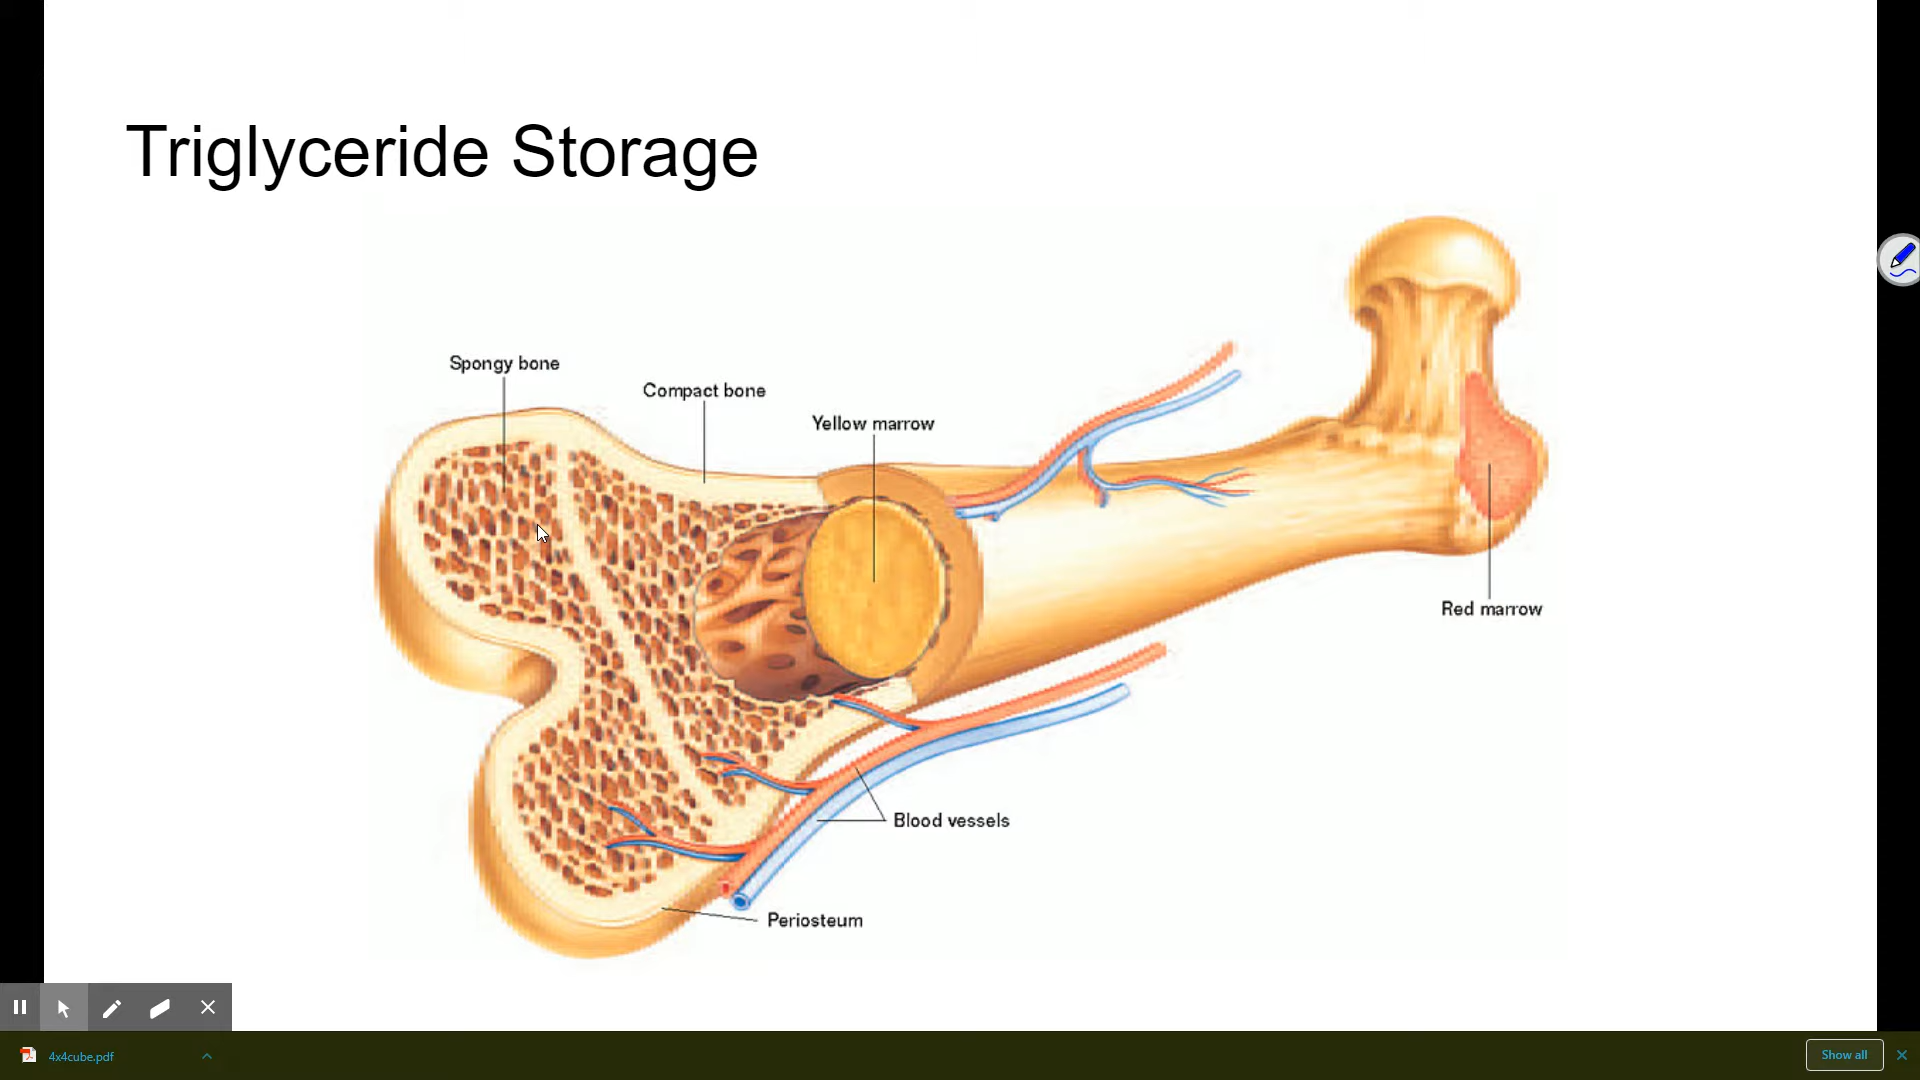 Triglyceride Storage
Spongy bone
Compact bone
Yellow marrow
Red marrow
Blood vessels
Periosteum
4x4cube.pdf
Show all